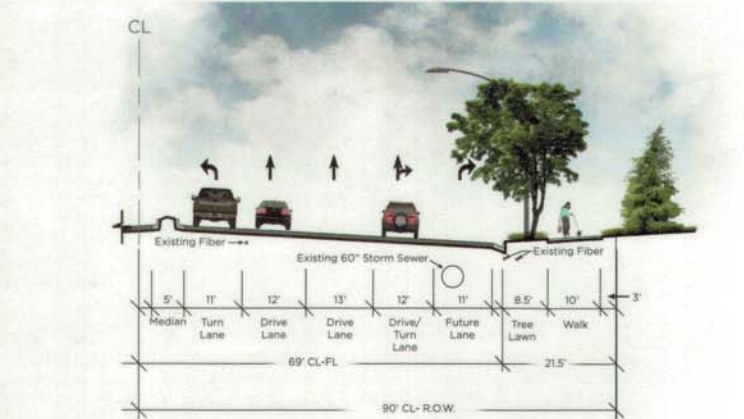 CL
Existing Fiber
Existing 60" Storm Sewer
Existing Fiber
5' 11' 12' 13' 12' 11' 8.5' 10' 3'
Median Turn Lane Drive Lane Drive Lane Drive/ Turn Lane Future Lane Tree Lawn Walk
69' CL-FL 21.5'
90' CL- R.O.W.